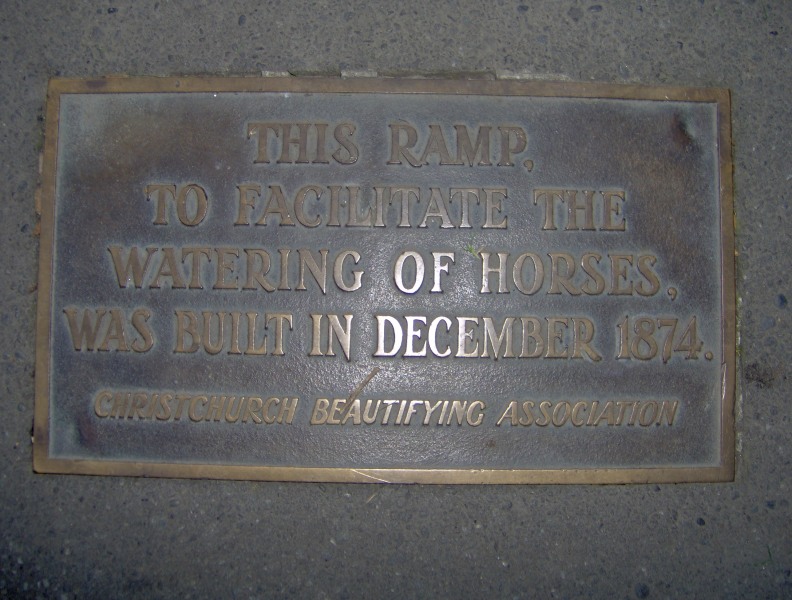 THIS RAMP,
TO FACILITATE THE
WATERING OF HORSES,
WAS BUILT IN DECEMBER 1874.
CHRISTCHURCH BEAUTIFYING ASSOCIATION